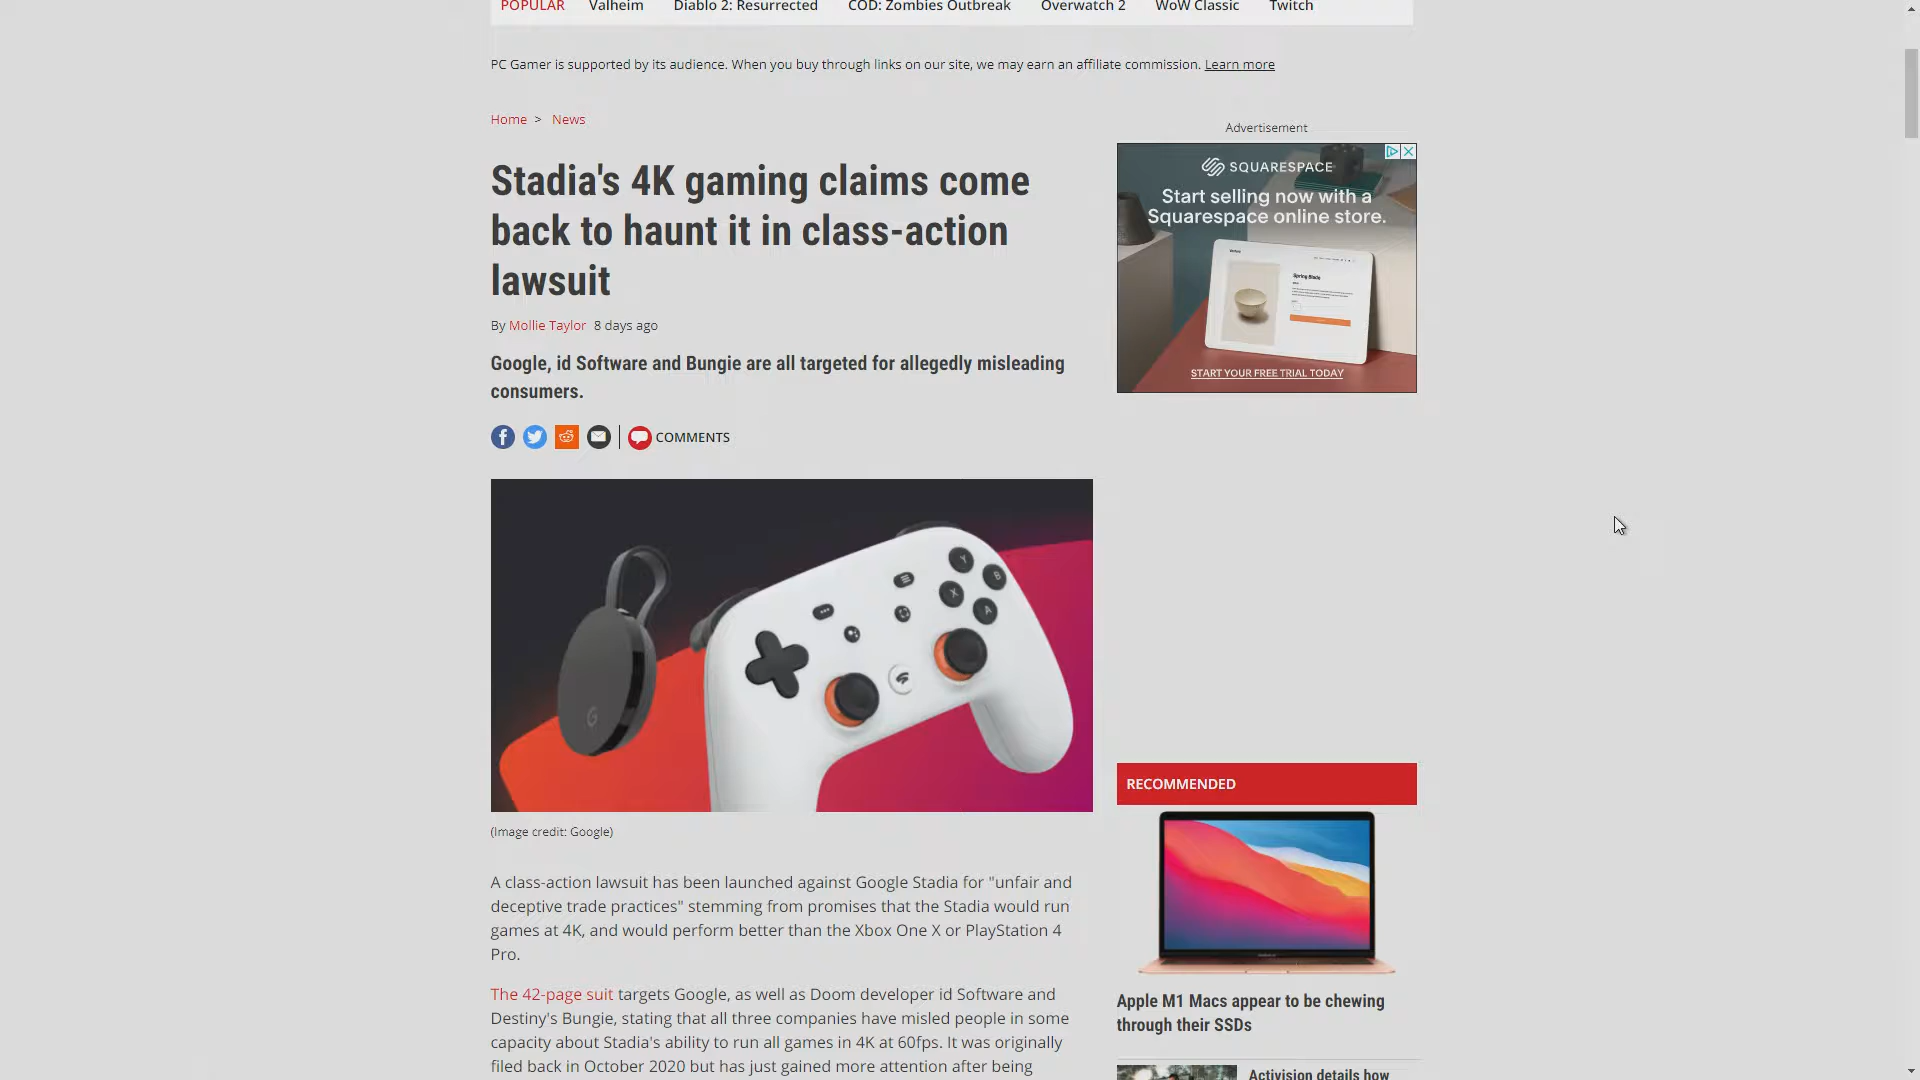 POPULAR Valheim Diablo 2: Resurrected COD: Zombies Outbreak Overwatch 2 WoW Classic Twitch
PC Gamer is supported by its audience. When you buy through links on our site, we may earn an affiliate commission. Learn more
Home > News
Stadia's 4K gaming claims come
back to haunt it in class-action
lawsuit
By Mollie Taylor 8 days ago
Google, id Software and Bungie are all targeted for allegedly misleading
consumers.
COMMENTS
Y
B
X
A
G
(Image credit: Google)
A class-action lawsuit has been launched against Google Stadia for "unfair and
deceptive trade practices" stemming from promises that the Stadia would run
games at 4K, and would perform better than the Xbox One X or PlayStation 4
Pro.
The 42-page suit targets Google, as well as Doom developer id Software and
Destiny's Bungie, stating that all three companies have misled people in some
capacity about Stadia's ability to run all games in 4K at 60fps. It was originally
filed back in October 2020 but has just gained more attention after being
Advertisement
SQUARESPACE
Start selling now with a
Squarespace online store.
Spring Blade
START YOUR FREE TRIAL TODAY
RECOMMENDED
Apple M1 Macs appear to be chewing
through their SSDs
Activision details how